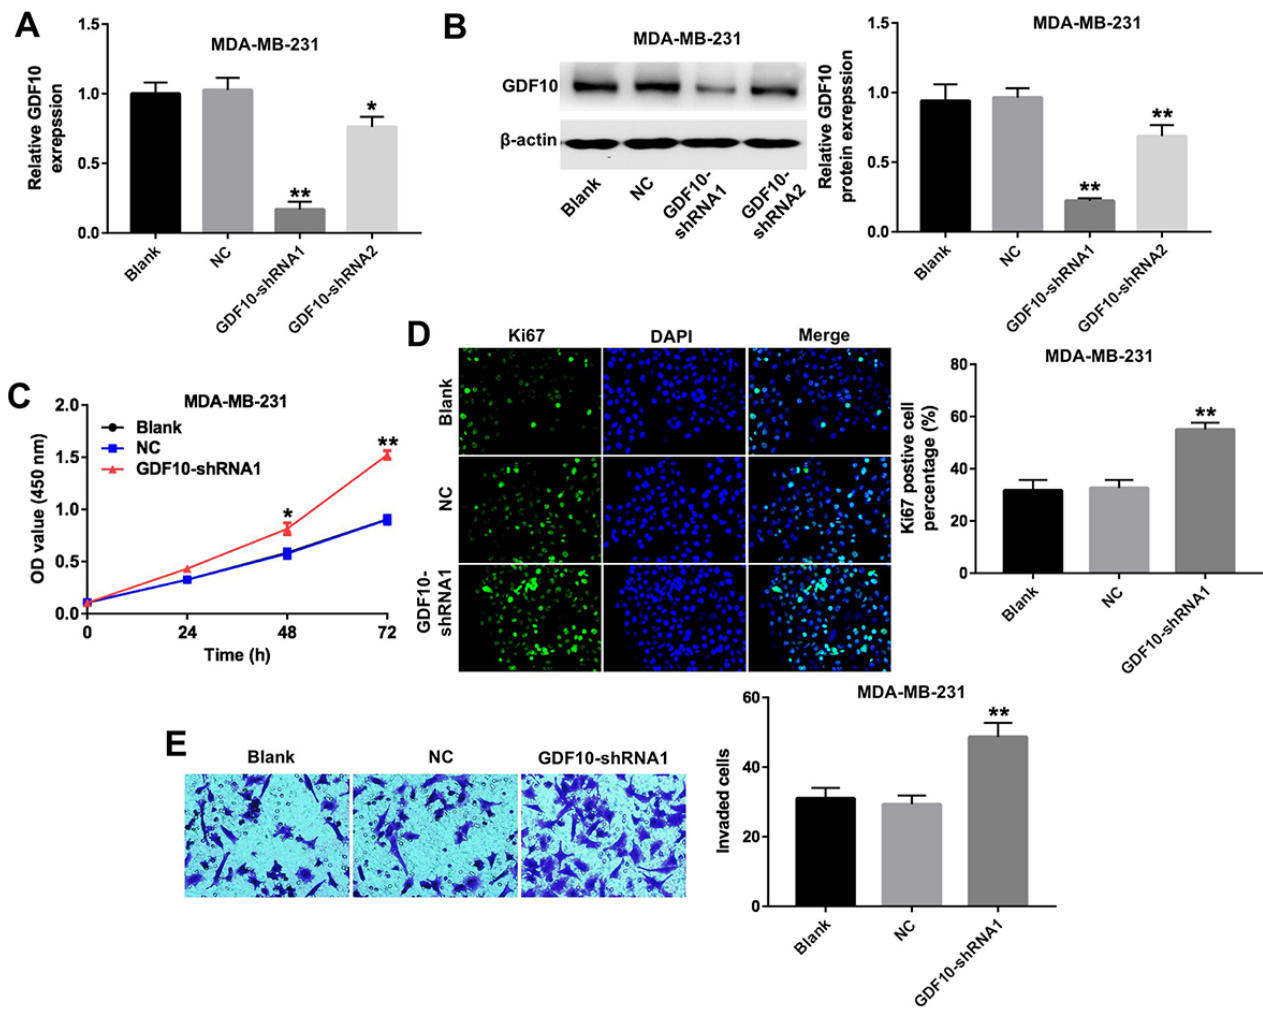 A
1.5
1.0
0.5
0.0
Relative GDF10
exrepssion
MDA-MB-231
**
*
Blank
NC
GDF10-shRNA1
GDF10-shRNA2
B
MDA-MB-231
GDF10
β-actin
Blank
NC
GDF10-
shRNA1
GDF10-
shRNA2
1.5
1.0
0.5
0.0
Relative GDF10
protein exrepssion
MDA-MB-231
**
**
Blank
NC
GDF10-shRNA1
GDF10-shRNA2
C
MDA-MB-231
2.0
1.5
1.0
0.5
0.0
OD value (450 nm)
Blank
NC
GDF10-shRNA1
*
**
0
24
48
72
Time (h)
D
Ki67
DAPI
Merge
Blank
NC
GDF10-
shRNA1
MDA-MB-231
80
60
40
20
0
Ki67 postive cell
percentage (%)
**
Blank
NC
GDF10-shRNA1
E
Blank
NC
GDF10-shRNA1
MDA-MB-231
60
40
20
0
Invaded cells
**
Blank
NC
GDF10-shRNA1